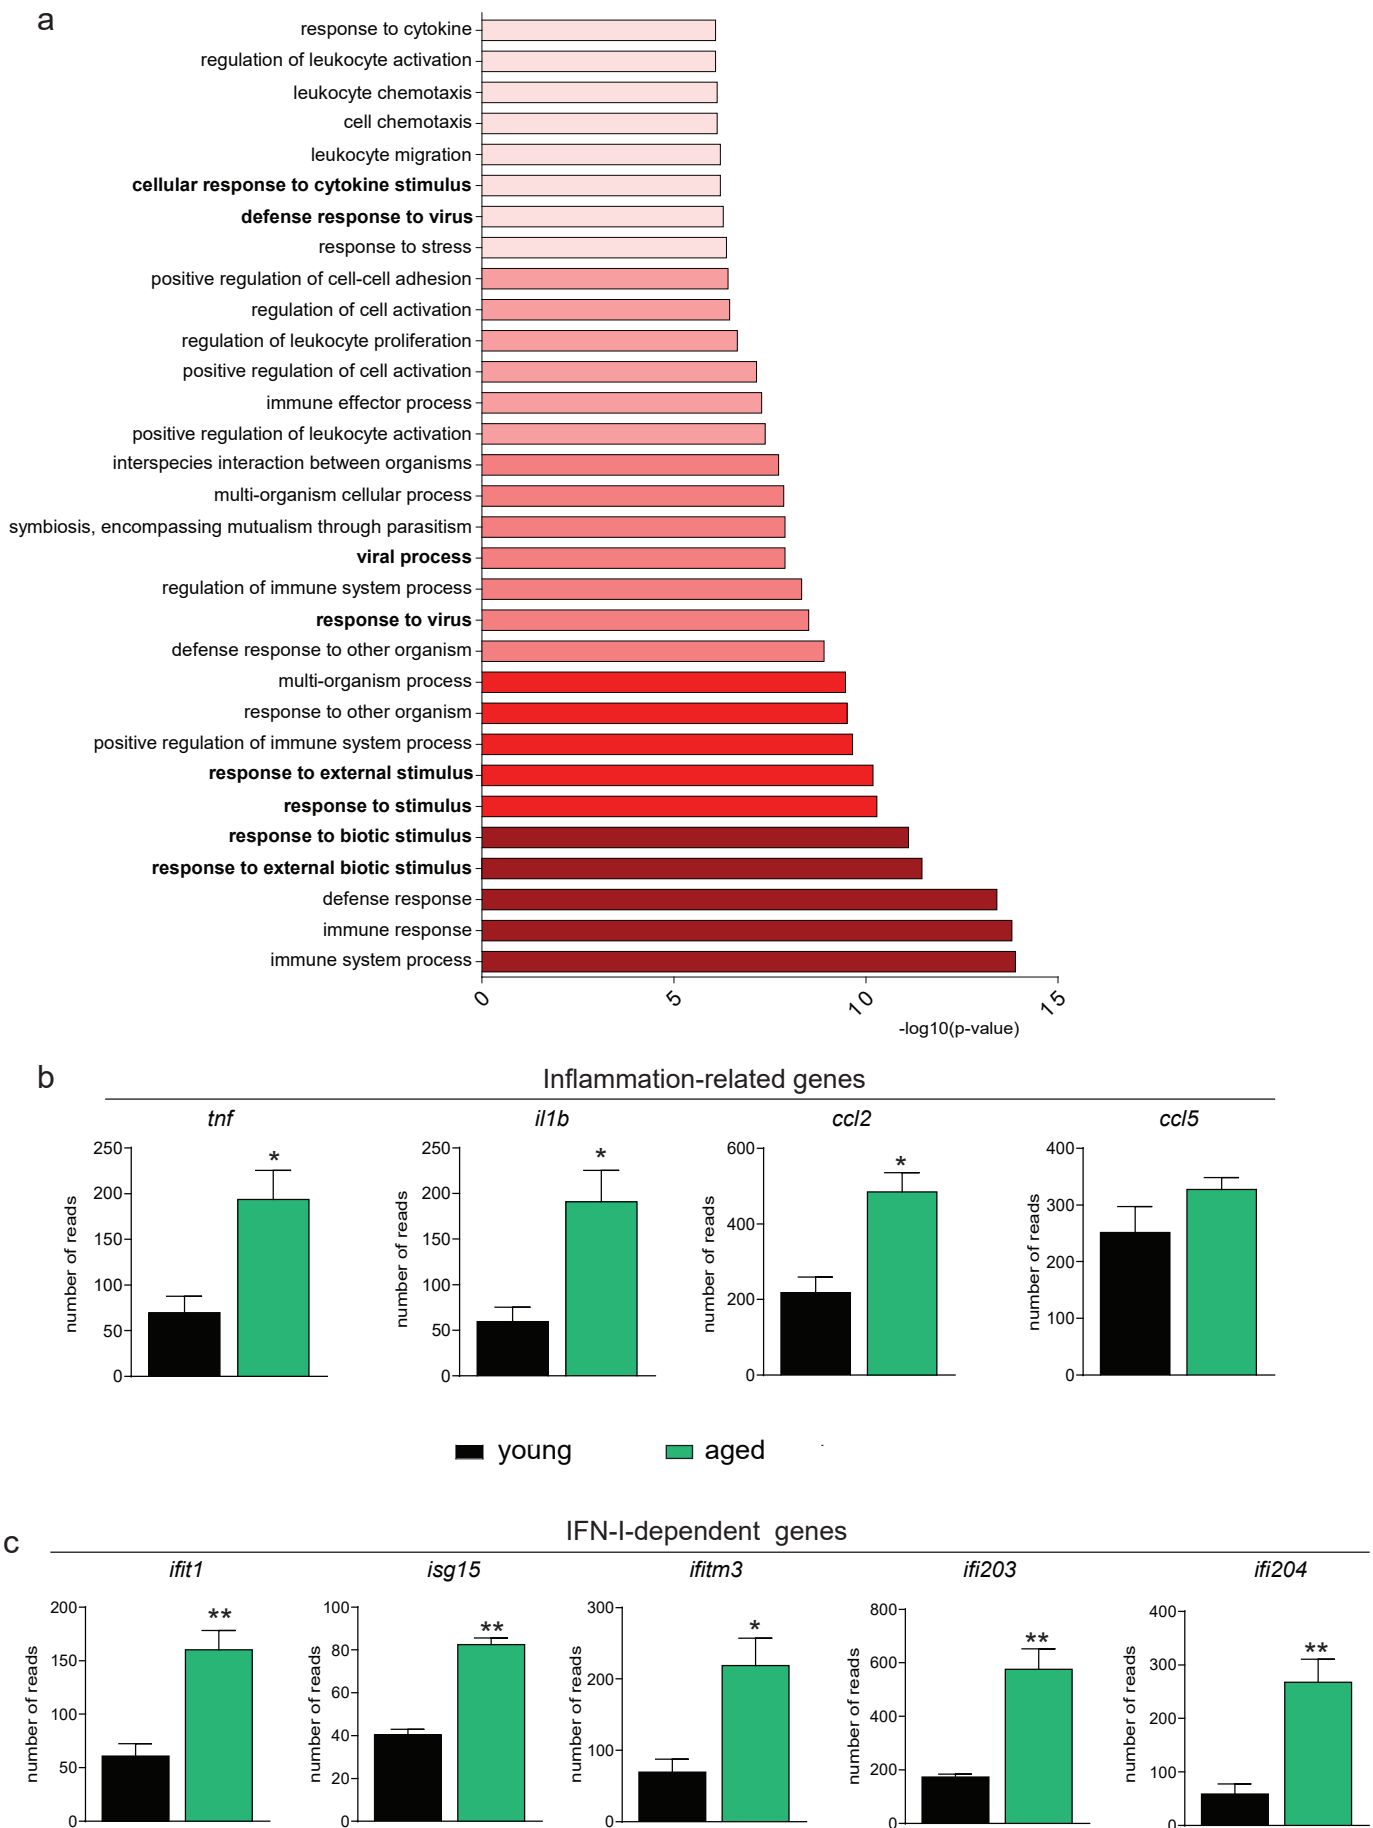 a
response to cytokine
regulation of leukocyte activation
leukocyte chemotaxis
cell chemotaxis
leukocyte migration
cellular response to cytokine stimulus
defense response to virus
response to stress
positive regulation of cell-cell adhesion
regulation of cell activation
regulation of leukocyte proliferation
positive regulation of cell activation
immune effector process
positive regulation of leukocyte activation
interspecies interaction between organisms
multi-organism cellular process
symbiosis, encompassing mutualism through parasitism
viral process
regulation of immune system process
response to virus
defense response to other organism
multi-organism process
response to other organism
positive regulation of immune system process
response to external stimulus
response to stimulus
response to biotic stimulus
response to external biotic stimulus
defense response
immune response
immune system process
0 5 10 15
-log10(p-value)
b
Inflammation-related genes
tnf
number of reads
250
200
150
100
50
0
*
il1b
number of reads
250
200
150
100
50
0
*
ccl2
number of reads
600
400
200
0
*
ccl5
number of reads
400
300
200
100
0
young aged
c
IFN-I-dependent genes
ifit1
number of reads
200
150
100
50
0
**
isg15
number of reads
100
80
60
40
20
0
**
ifitm3
number of reads
300
200
100
0
*
ifi203
number of reads
800
600
400
200
0
**
ifi204
number of reads
400
300
200
100
0
**